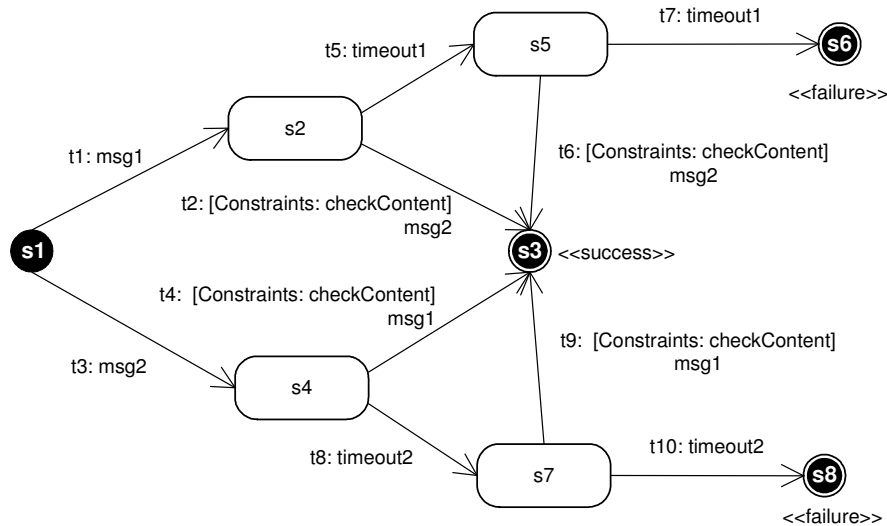 t7: timeout1
t5: timeout1
s5
s6
<<failure>>
s2
t1: msg1
t6: [Constraints: checkContent]
msg2
t2: [Constraints: checkContent]
msg2
s1
s3
<<success>>
t4: [Constraints: checkContent]
msg1
t9: [Constraints: checkContent]
msg1
t3: msg2
s4
t8: timeout2
t10: timeout2
s7
s8
<<failure>>